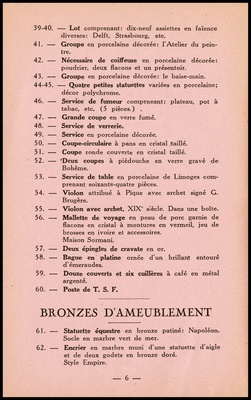 39-40. — Lot comprenant: dix-neuf assiettes en faïence
diverses: Delft, Strasbourg, etc.
41. — Groupe en porcelaine décorée: l'Atelier du pein-
tre.
42. — Nécessaire de coiffeuse en porcelaine décorée:
poudrier, deux flacons et un présentoir.
43. — Groupe en porcelaine décorée: le baise-main.
44-45. — Quatre petites statuettes variées en porcelaine;
décor polychrome.
46. — Service de fumeur comprneant: plateau, pot à
tabac, etc. (5 pièces.)
47. — Grande coupe en verre fumé.
48. — Service de verrerie.
49. — Service en porcelaine décorée.
50. — Coupe-circulaire à pans en cristal taillé.
51. — Coupe ronde couverte en cristal taillé.
52. — Deux coupes à piédouche en verre gravé de
Bohême.
53. — Service de table en porcelaine de Limoges com-
prenant soixante-quatre pièces.
54. — Violon attribué à Pique avec archet signé G.
Brugère.
55. — Violon avec archet, XIXe siècle. Dans une boîte.
56. — Mallette de voyage en peau de porc garnie de
flacons en cristal à montures en vermeil, jeu de
brosses en ivoire et accessoires.
Maison Sormani.
57. — Deux épingles de cravate en or.
58. — Bague en platine ornée d'un brillant entouré
d'émeraudes.
59. — Douze couverts et six cuillères à café en métal
argenté.
60. — Poste de T. S. F.
BRONZES D'AMEUBLEMENT
61. — Statuette équestre en bronze patiné: Napoléon.
Socle en marbre vert de mer.
62. — Encrier en marbre muni d'une statuette d'aigle
et de deux godets en bronze doré.
Style Empire.
— 6 —